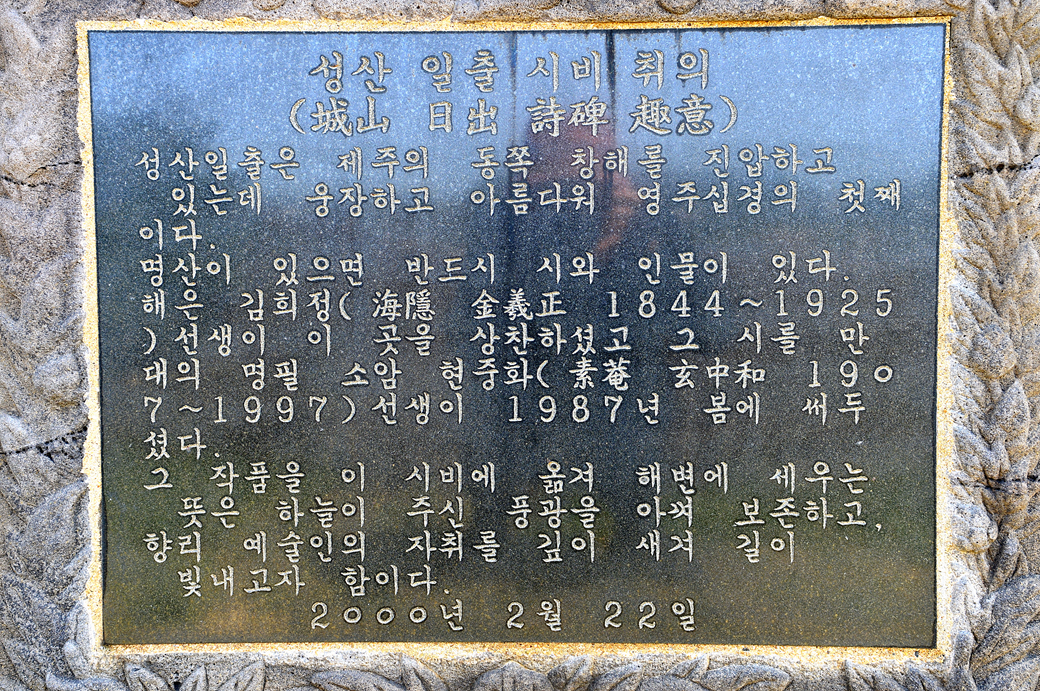 성산 일출 시비 취의
(城山 日出 詩碑 趣意)
성산일출은 제주의 동쪽 창해를 진압하고
있는데 웅장하고 아름다워 영주십경의 첫째
이다.
명산이 있으면 반드시 시와 인물이 있다.
해은 김희정( 海隱 金羲正 1844~1925
)선생이 이 곳을 상찬하셨고 그 시를 만
대의 명필 소암 현중화(素菴 玄中和 190
7~1997)선생이 1987년 봄에 써두
셨다.
그 작품을 이 시비에 옮겨 해변에 세우는
뜻은 하늘이 주신 풍광을 아껴 보존하고,
향리 예술인의 자취를 깊이 새겨 길이
빛내고자 함이다.
2000년 2월 22일